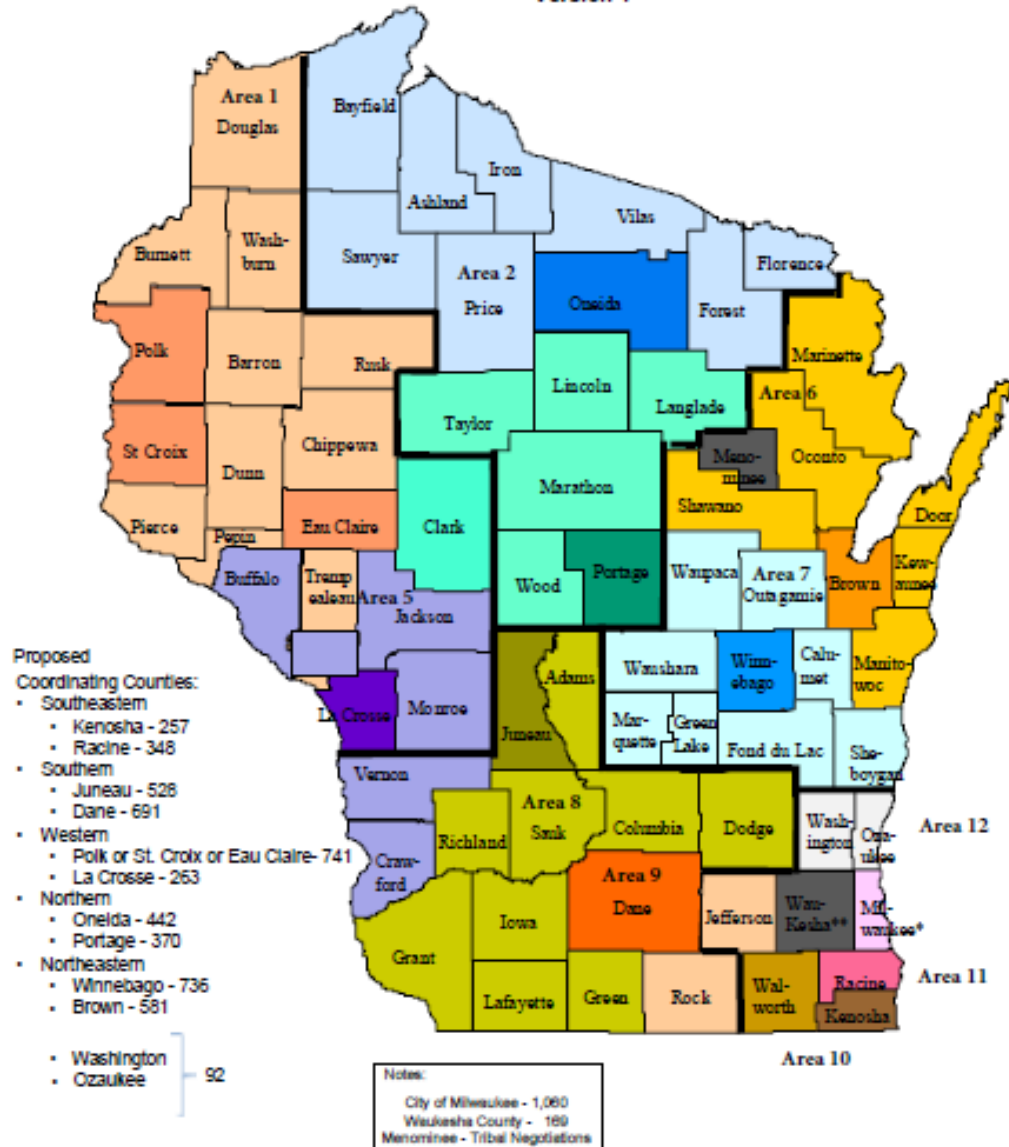 Version 1
Area 1
Douglas
Bayfield
Iron
Ashland
Vilas
Burnett
Wash-
burn
Sawyer
Area 2
Price
Florence
Oneida
Forest
Polk
Barron
Rusk
Marinette
Lincoln
Area 6
Langlade
Taylor
St Croix
Chippewa
Dunn
Meno-
minee
Oconto
Marathon
Shawano
Pierce
Eau Claire
Clark
Door
Pepin
Buffalo
Tremp
ealeau
Area 5
Jackson
Wood
Portage
Waupaca
Area 7
Outagamie
Brown
Kew-
aunee
Waushara
Winn-
ebago
Calu-
met
Manito-
woc
Adams
La Crosse
Monroe
Juneau
Mar-
quette
Green
Lake
Fond du Lac
She-
boygan
Vernon
Area 8
Sauk
Richland
Columbia
Dodge
Wash-
ington
Oza-
ukee
Area 12
Craw-
ford
Area 9
Dane
Jefferson
Wau-
Kesha**
Mil-
waukee*
Iowa
Grant
Lafayette
Green
Rock
Wal-
worth
Racine
Kenosha
Area 11
Area 10
Proposed
Coordinating Counties:
• Southeastern
• Kenosha - 257
• Racine - 348
• Southern
• Juneau - 528
• Dane - 691
• Western
• Polk or St. Croix or Eau Claire- 741
• La Crosse - 263
• Northern
• Oneida - 442
• Portage - 370
• Northeastern
• Winnebago - 736
• Brown - 581
• Washington
• Ozaukee
92
Notes:
City of Milwaukee - 1,060
Waukesha County - 169
Menominee - Tribal Negotiations